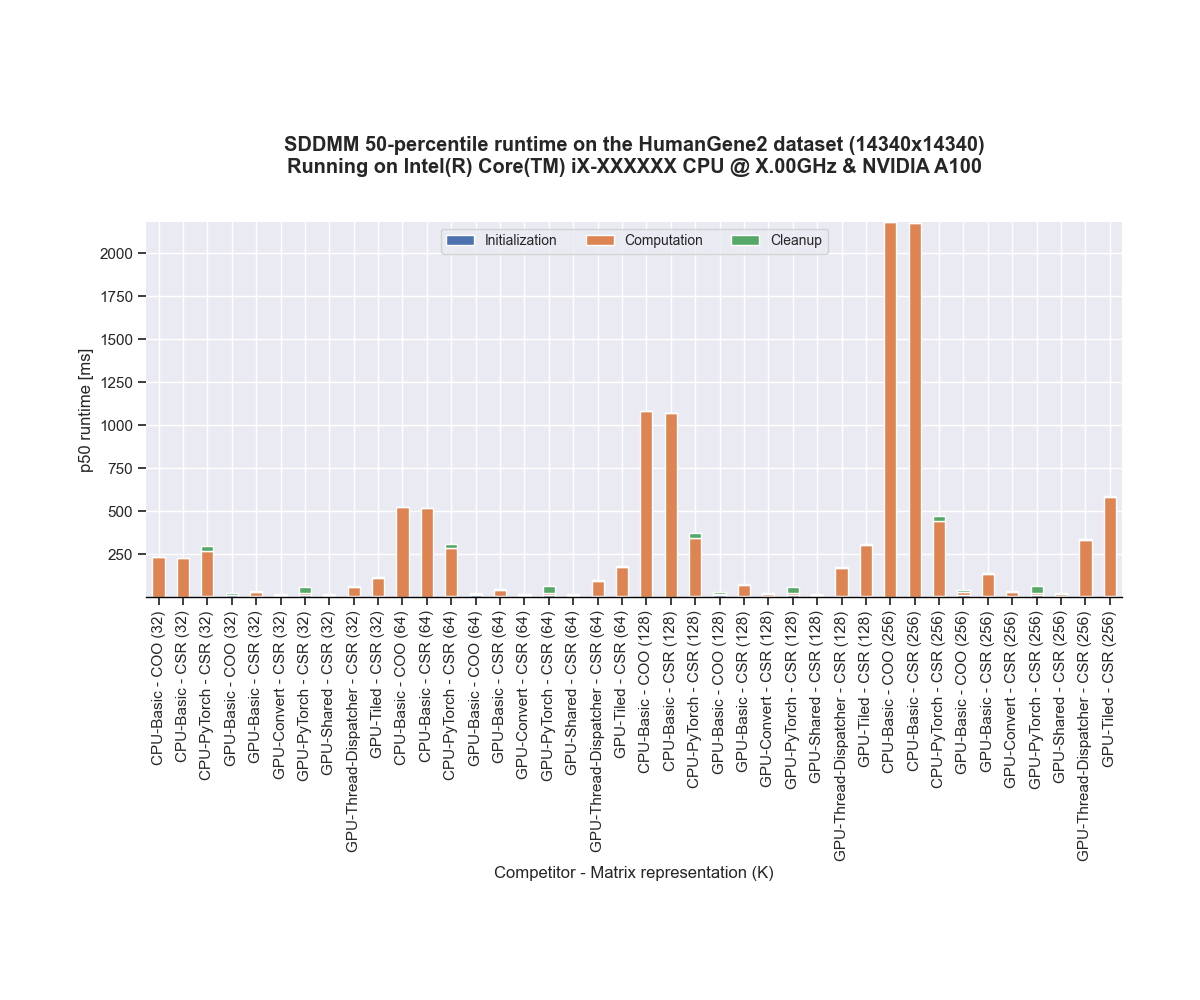 SDDMM 50-percentile runtime on the HumanGene2 dataset (14340x14340)
Running on Intel(R) Core(TM) iX-XXXXXX CPU @ X.00GHz & NVIDIA A100
Initialization
Computation
Cleanup
p50 runtime [ms]
2000
1750
1500
1250
1000
750
500
250
CPU-Basic - COO (32)
CPU-Basic - CSR (32)
CPU-PyTorch - CSR (32)
GPU-Basic - COO (32)
GPU-Basic - CSR (32)
GPU-Convert - CSR (32)
GPU-PyTorch - CSR (32)
GPU-Shared - CSR (32)
GPU-Thread-Dispatcher - CSR (32)
GPU-Tiled - CSR (32)
CPU-Basic - COO (64)
CPU-Basic - CSR (64)
CPU-PyTorch - CSR (64)
GPU-Basic - COO (64)
GPU-Basic - CSR (64)
GPU-Convert - CSR (64)
GPU-PyTorch - CSR (64)
GPU-Shared - CSR (64)
GPU-Thread-Dispatcher - CSR (64)
GPU-Tiled - CSR (64)
CPU-Basic - COO (128)
CPU-Basic - CSR (128)
CPU-PyTorch - CSR (128)
GPU-Basic - COO (128)
GPU-Basic - CSR (128)
GPU-Convert - CSR (128)
GPU-PyTorch - CSR (128)
GPU-Shared - CSR (128)
GPU-Thread-Dispatcher - CSR (128)
GPU-Tiled - CSR (128)
CPU-Basic - COO (256)
CPU-Basic - CSR (256)
CPU-PyTorch - CSR (256)
GPU-Basic - COO (256)
GPU-Basic - CSR (256)
GPU-Convert - CSR (256)
GPU-PyTorch - CSR (256)
GPU-Shared - CSR (256)
GPU-Thread-Dispatcher - CSR (256)
GPU-Tiled - CSR (256)
Competitor - Matrix representation (K)